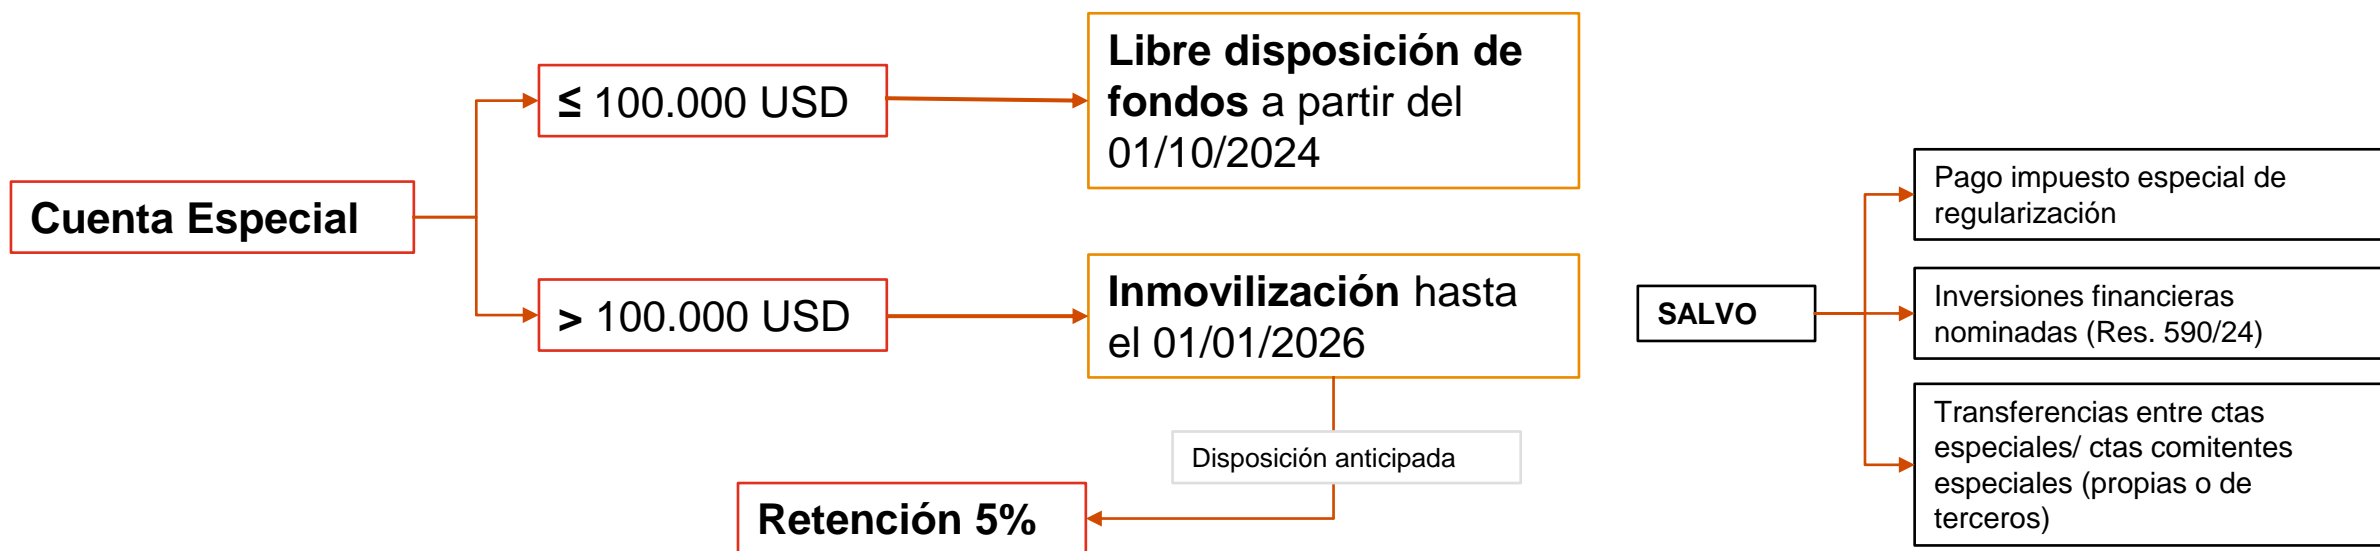 Cuenta Especial
≤ 100.000 USD
Libre disposición de
fondos a partir del
01/10/2024
> 100.000 USD
Inmovilización hasta
el 01/01/2026
Disposición anticipada
Retención 5%
SALVO
Pago impuesto especial de
regularización
Inversiones financieras
nominadas (Res. 590/24)
Transferencias entre ctas
especiales/ ctas comitentes
especiales (propias o de
terceros)